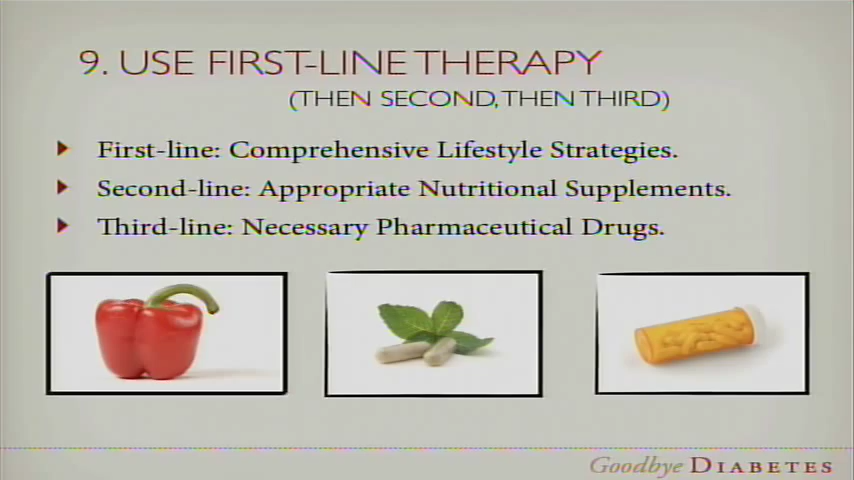 9. USE FIRST-LINE THERAPY
(THEN SECOND, THEN THIRD)
First-line: Comprehensive Lifestyle Strategies.
Second-line: Appropriate Nutritional Supplements.
Third-line: Necessary Pharmaceutical Drugs.
Goodbye DIABETES